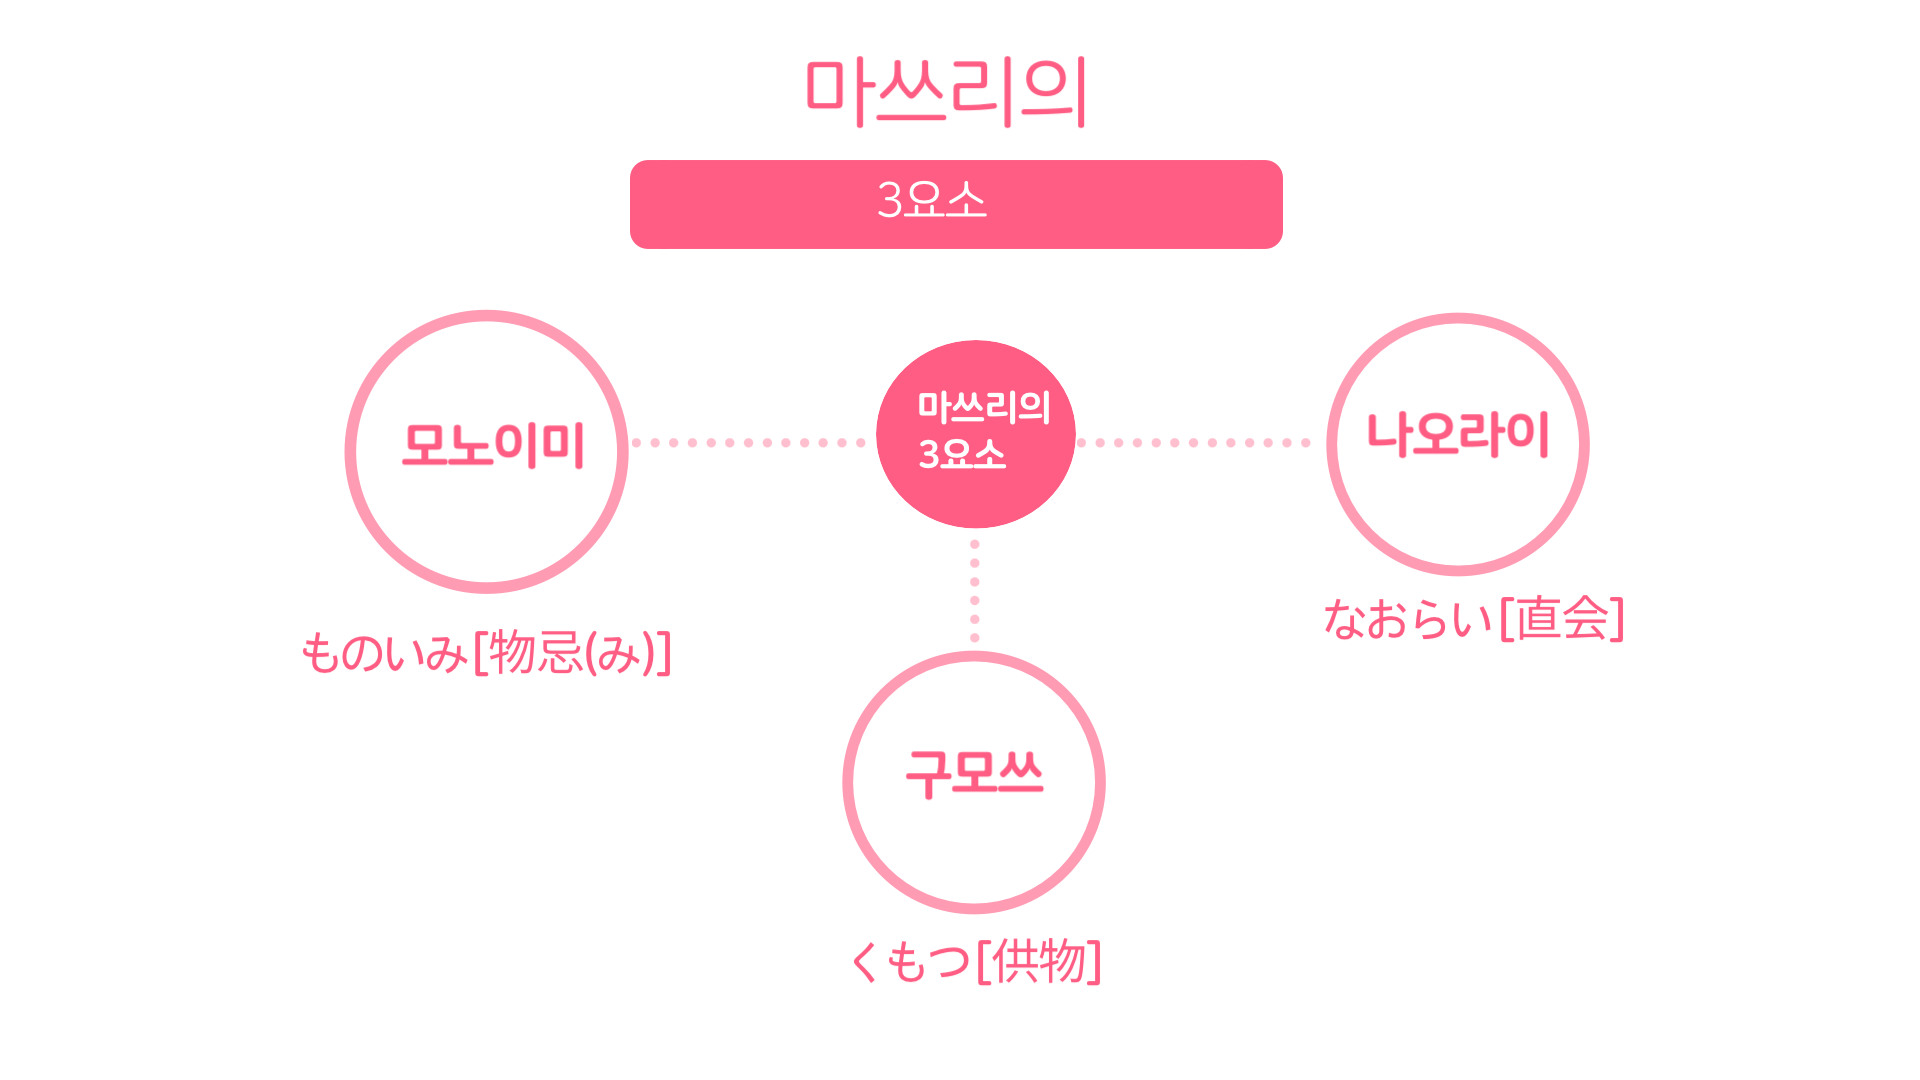 마쓰리의
3요소
모노이미
마쓰리의
3요소
나오라이
ものいみ[物忌(み)]
なおらい[直会]
구모쓰
くもつ[供物]